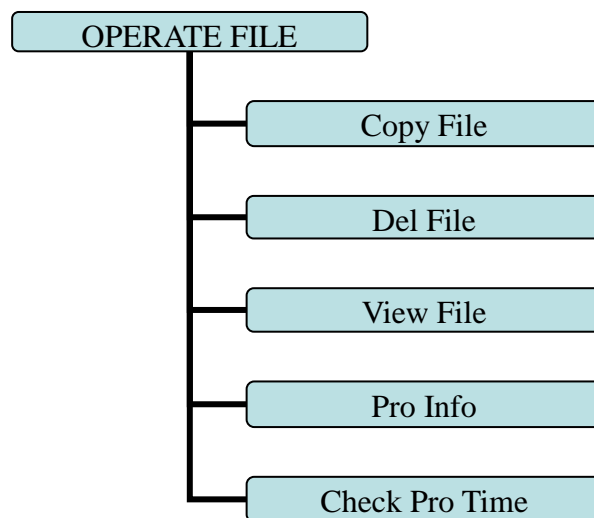 OPERATE FILE
Copy File
Del File
View File
Pro Info
Check Pro Time